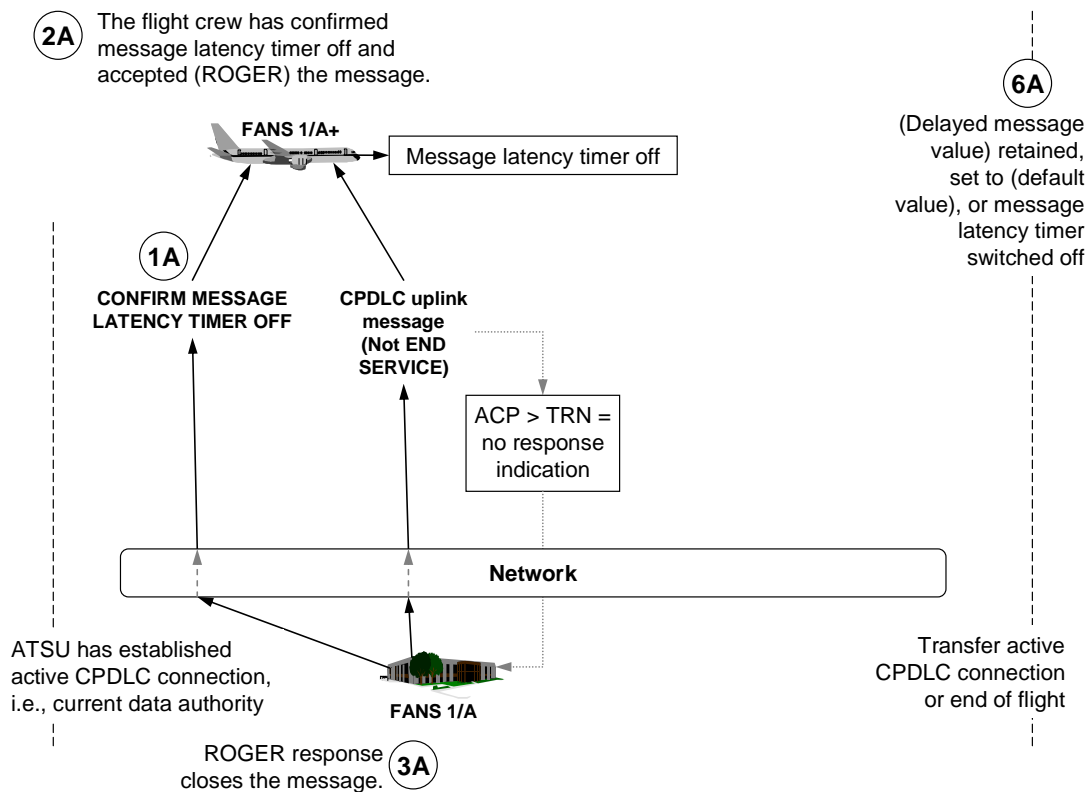 2A
The flight crew has confirmed
message latency timer off and
accepted (ROGER) the message.
6A
(Delayed message
value) retained,
set to (default
value), or message
latency timer
switched off
FANS 1/A+
Message latency timer off
1A
CONFIRM MESSAGE
LATENCY TIMER OFF
CPDLC uplink
message
(Not END
SERVICE)
ACP > TRN =
no response
indication
Network
ATSU has established
active CPDLC connection,
i.e., current data authority
FANS 1/A
Transfer active
CPDLC connection
or end of flight
ROGER response
closes the message.
3A